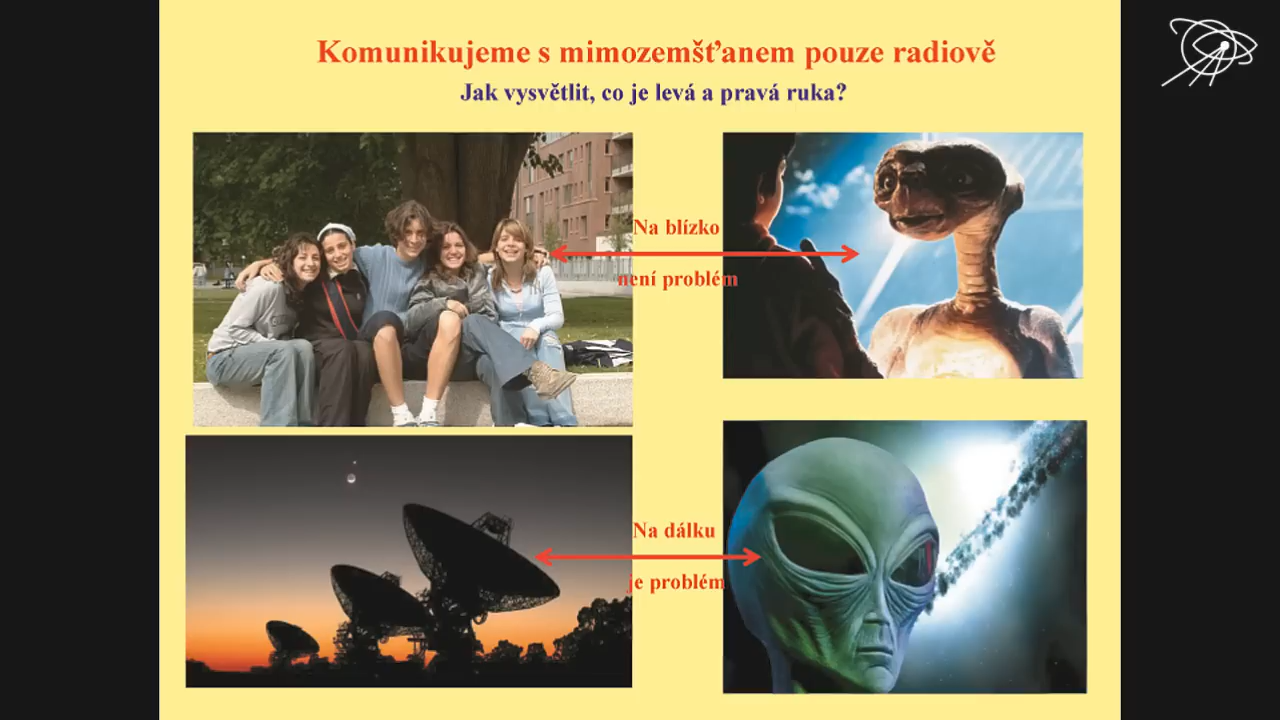 Komunikujeme s mimozemšťanem pouze radiově
Jak vysvětlit, co je levá a pravá ruka?
Na blízko
není problém
Na dálku
je problém